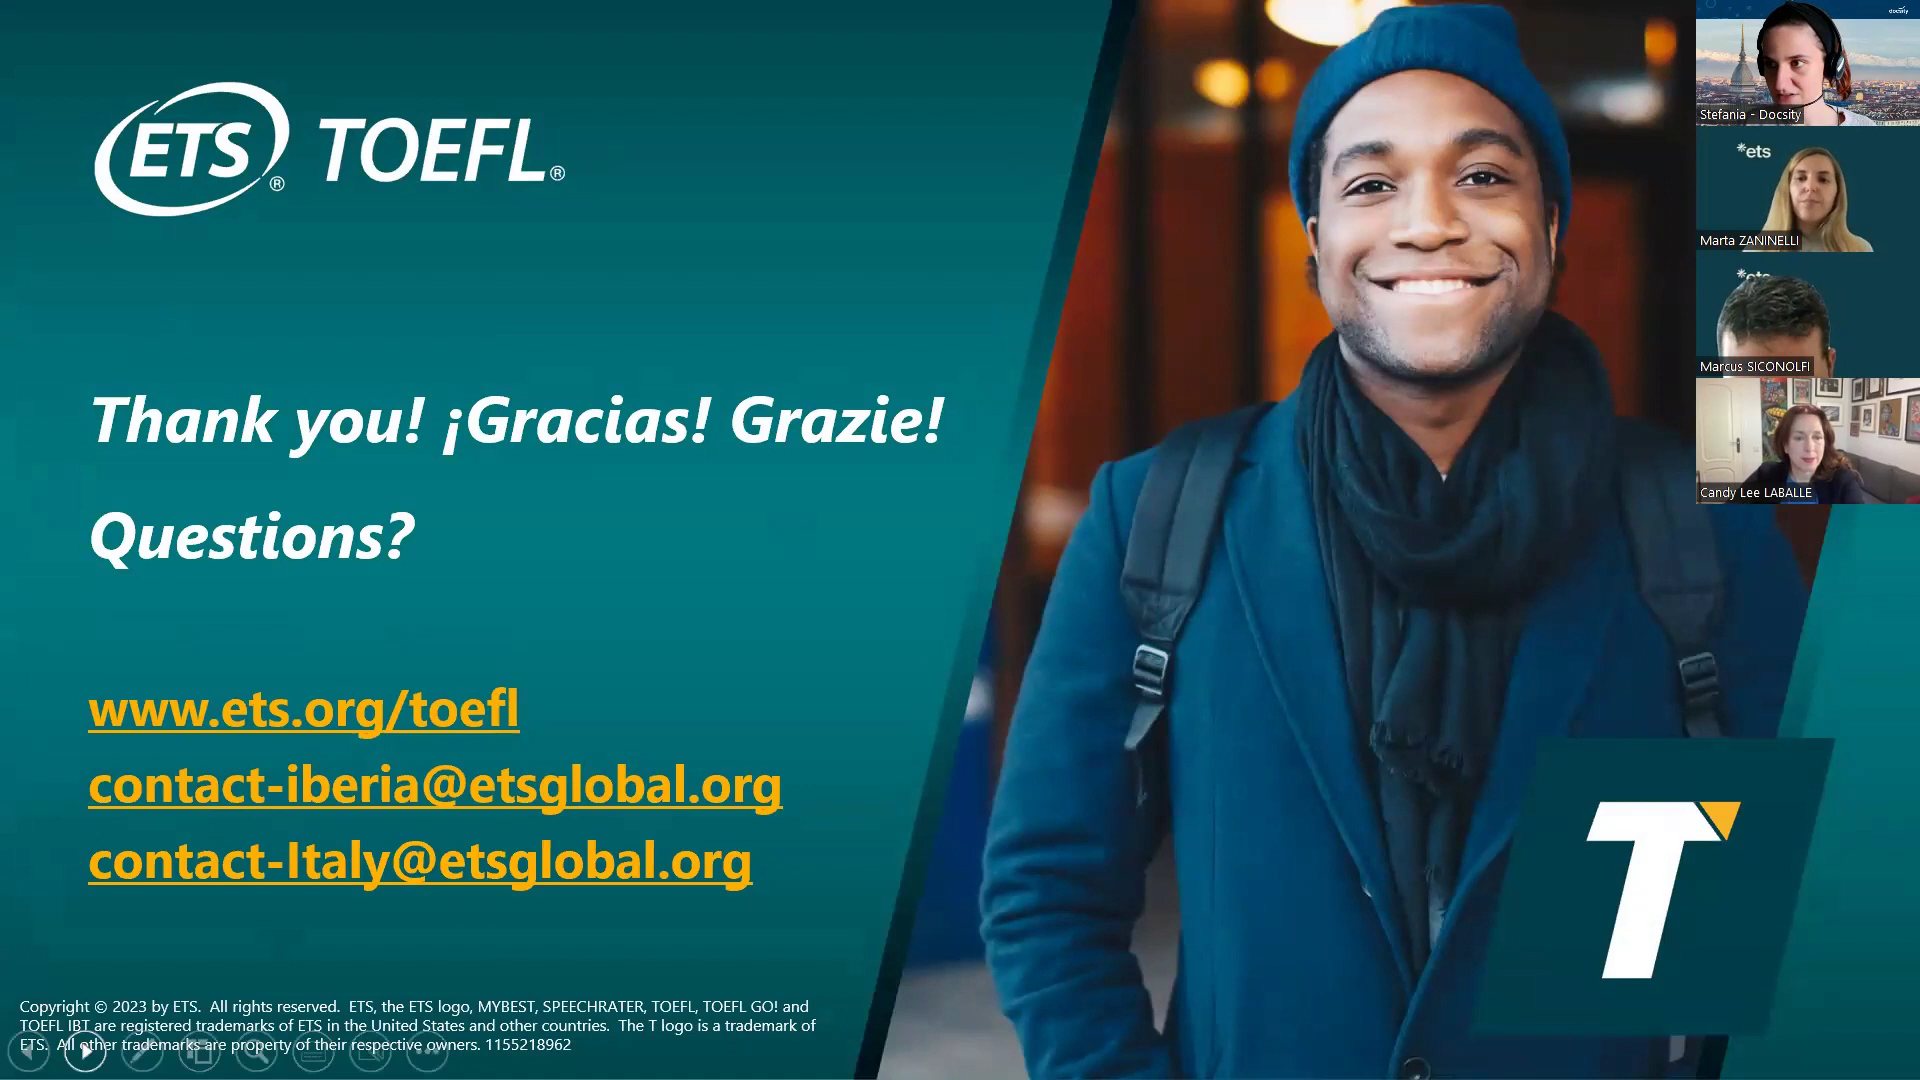 ETS® TOEFL®
Thank you! ¡Gracias! Grazie!
Questions?
www.ets.org/toefl
contact-iberia@etsglobal.org
contact-Italy@etsglobal.org
Copyright © 2023 by ETS.  All rights reserved.  ETS, the ETS logo, MYBEST, SPEECHRATER, TOEFL, TOEFL GO! and
TOEFL IBT are registered trademarks of ETS in the United States and other countries.  The T logo is a trademark of
ETS.  All other trademarks are property of their respective owners. 1155218962
T
docsity
Stefania - Docsity
*ets
Marta ZANINELLI
*ets
Marcus SICONOLFI
Candy Lee LABALLE